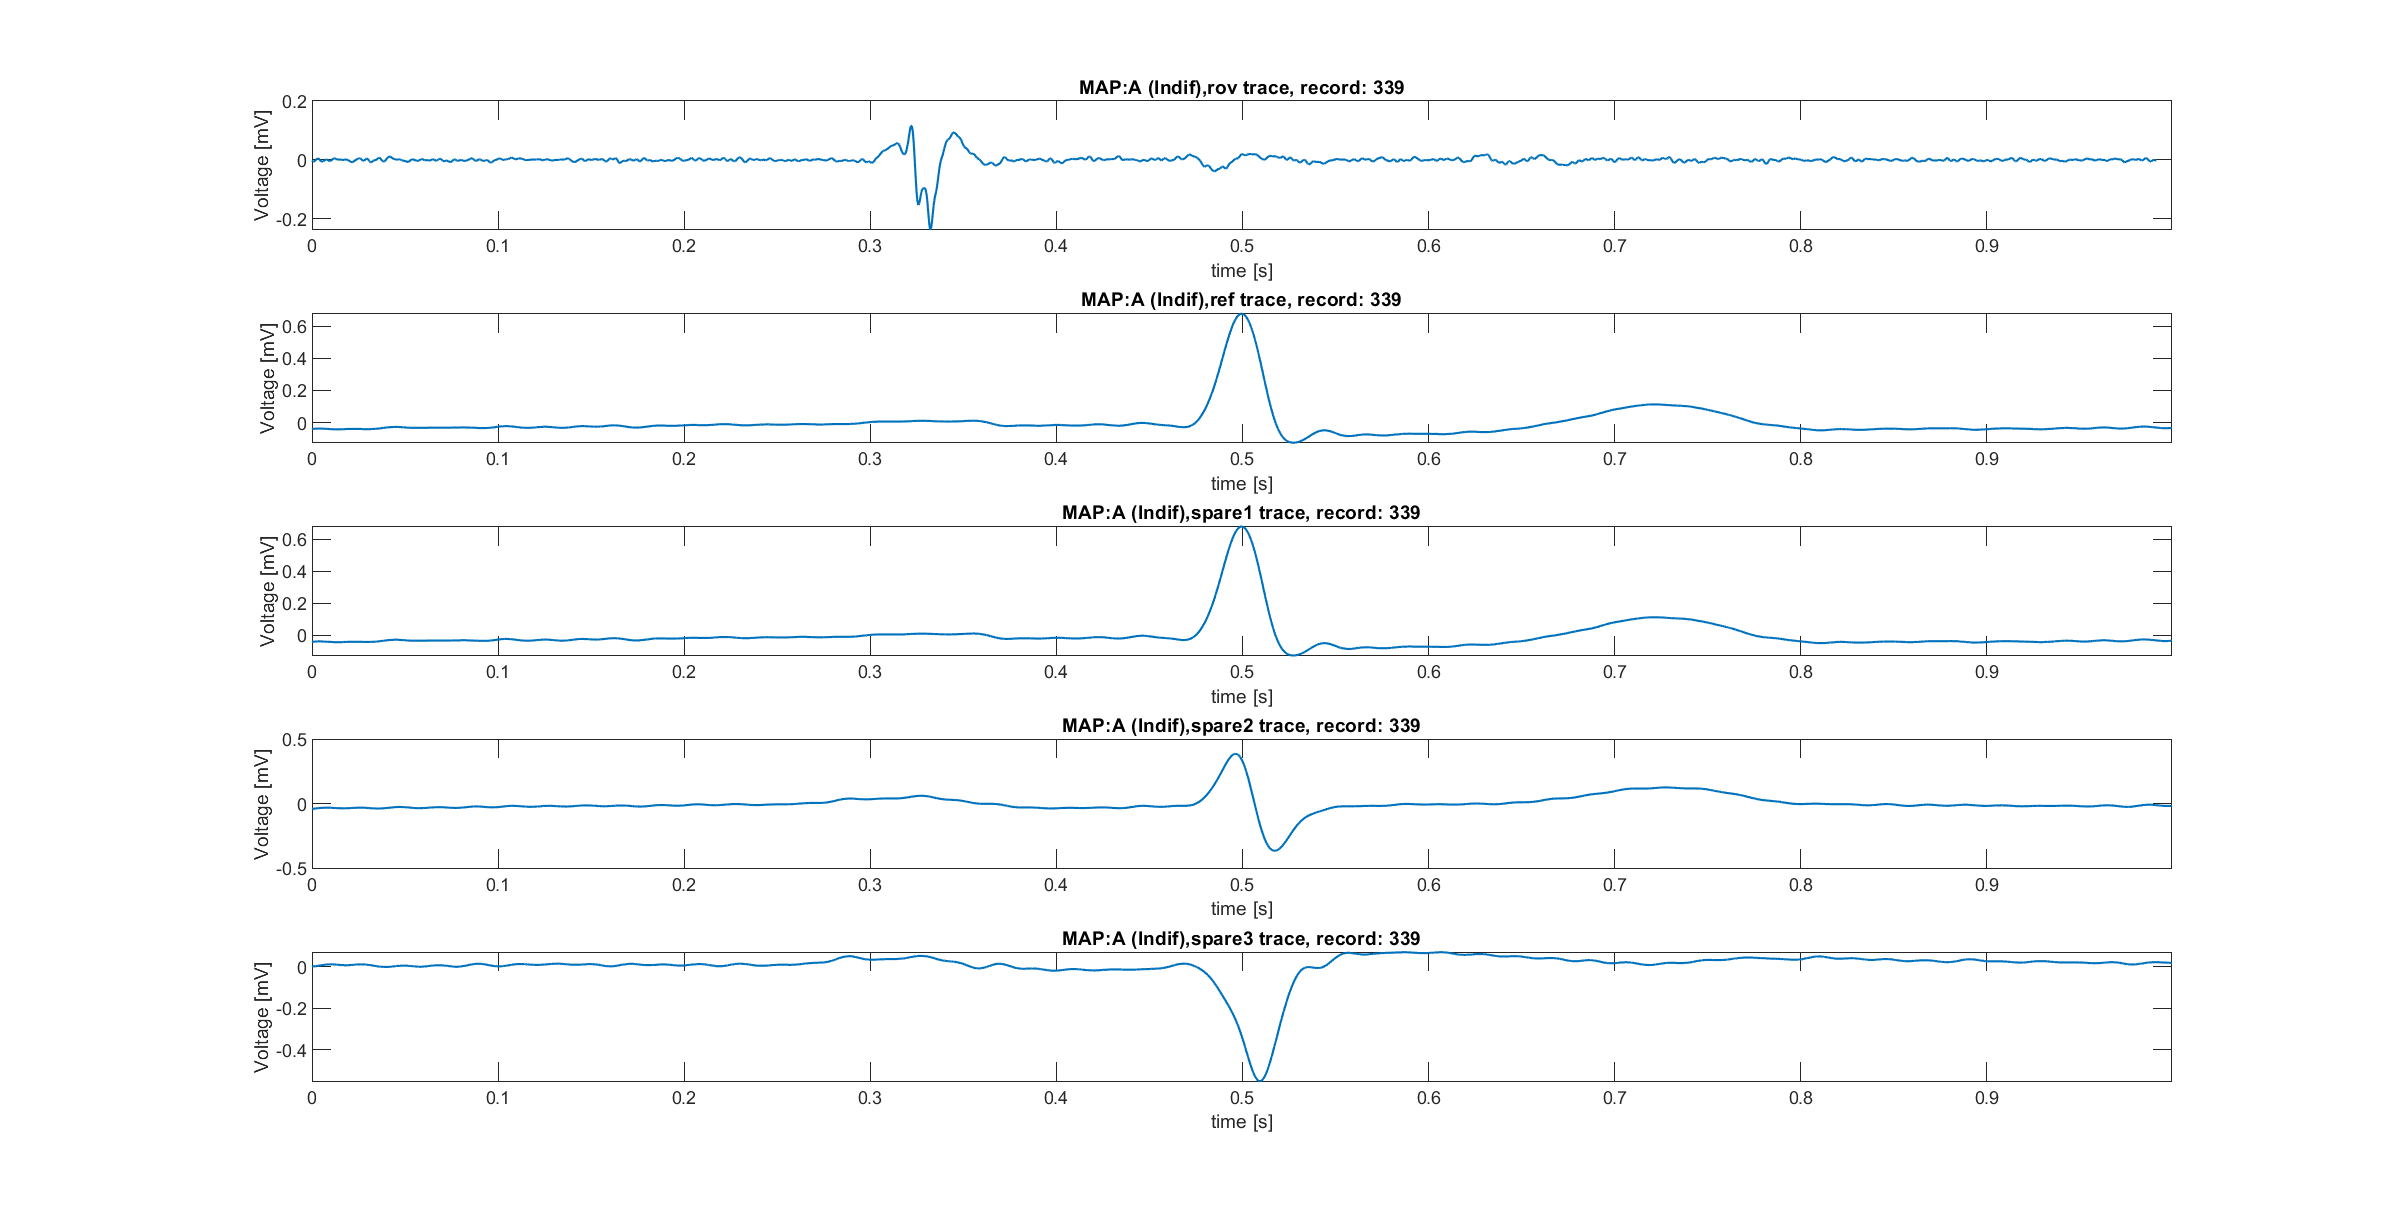 MAP:A (Indif),rov trace, record: 339
Voltage [mV]
0.2
0
-0.2
0 0.1 0.2 0.3 0.4 0.5 0.6 0.7 0.8 0.9
time [s]
MAP:A (Indif),ref trace, record: 339
Voltage [mV]
0.6
0.4
0.2
0
0 0.1 0.2 0.3 0.4 0.5 0.6 0.7 0.8 0.9
time [s]
MAP:A (Indif),spare1 trace, record: 339
Voltage [mV]
0.6
0.4
0.2
0
0 0.1 0.2 0.3 0.4 0.5 0.6 0.7 0.8 0.9
time [s]
MAP:A (Indif),spare2 trace, record: 339
Voltage [mV]
0.5
0
-0.5
0 0.1 0.2 0.3 0.4 0.5 0.6 0.7 0.8 0.9
time [s]
MAP:A (Indif),spare3 trace, record: 339
Voltage [mV]
0
-0.2
-0.4
0 0.1 0.2 0.3 0.4 0.5 0.6 0.7 0.8 0.9
time [s]